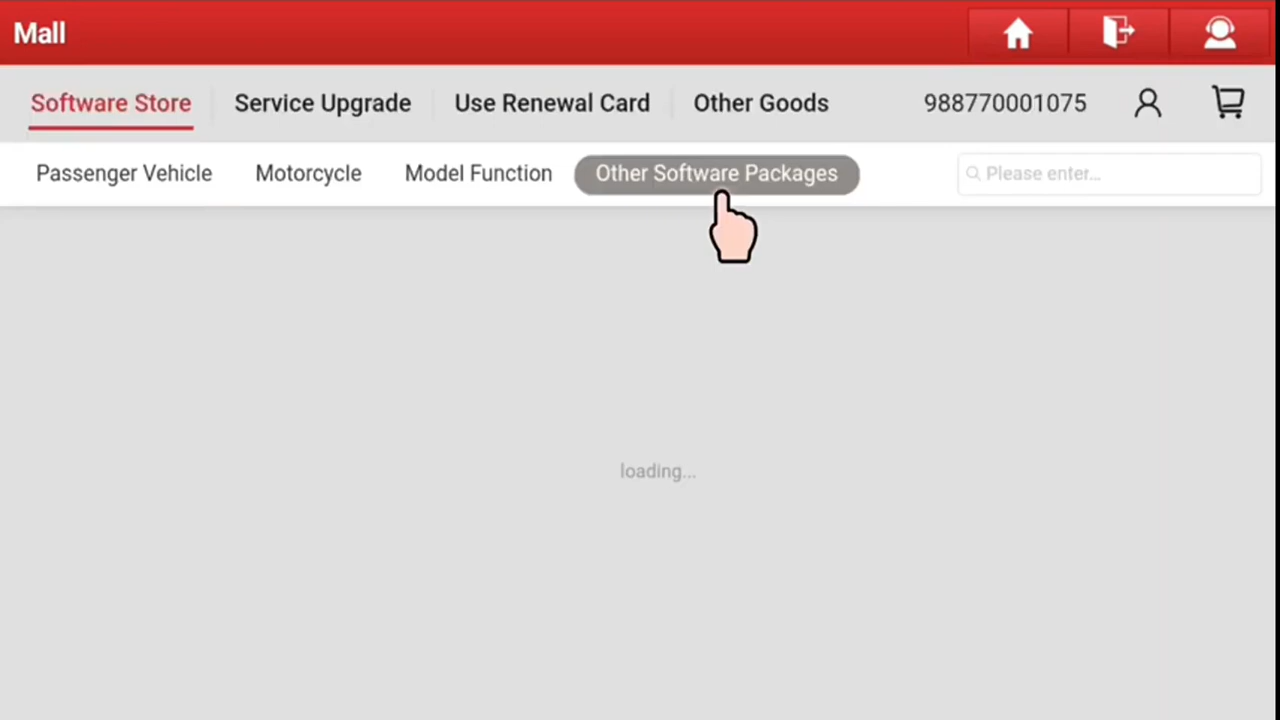 Mall
Software Store
Service Upgrade
Use Renewal Card
Other Goods
988770001075
Passenger Vehicle
Motorcycle
Model Function
Other Software Packages
Please enter...
loading...